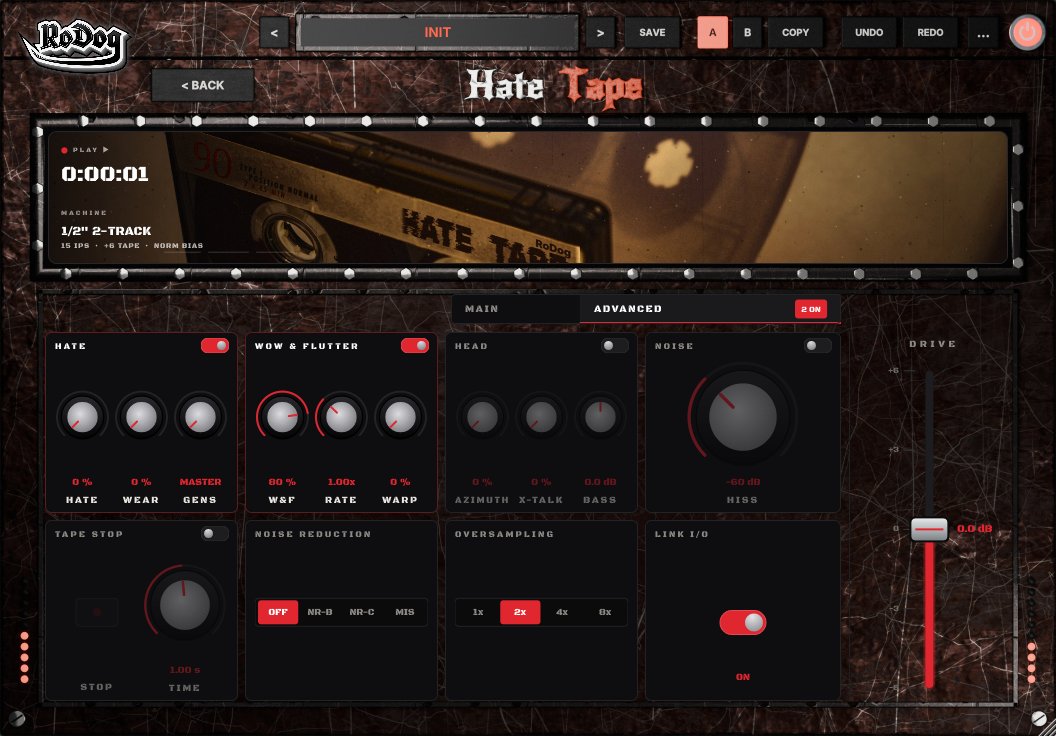 RoDog
<
INIT
>
SAVE
A
B
COPY
UNDO
REDO
...
< BACK
Hate Tape
PLAY
0:00:01
MACHINE
1/2" 2-TRACK
15 IPS · +6 TAPE · NORM BIAS
90
TYPE I
POSITION NORMAL
HATE TAPE
RoDog
MAIN
ADVANCED
2 ON
HATE
WOW & FLUTTER
HEAD
NOISE
0 %
0 %
MASTER
HATE
WEAR
GENS
80 %
1.00x
0 %
W&F
RATE
WARP
0 %
0 %
0.0 dB
AZIMUTH
X-TALK
BASS
-60 dB
HISS
TAPE STOP
NOISE REDUCTION
OVERSAMPLING
LINK I/O
OFF
NR-B
NR-C
MIS
1x
2x
4x
8x
1.00 s
STOP
TIME
ON
DRIVE
+6
+3
0
0.0 dB
-3